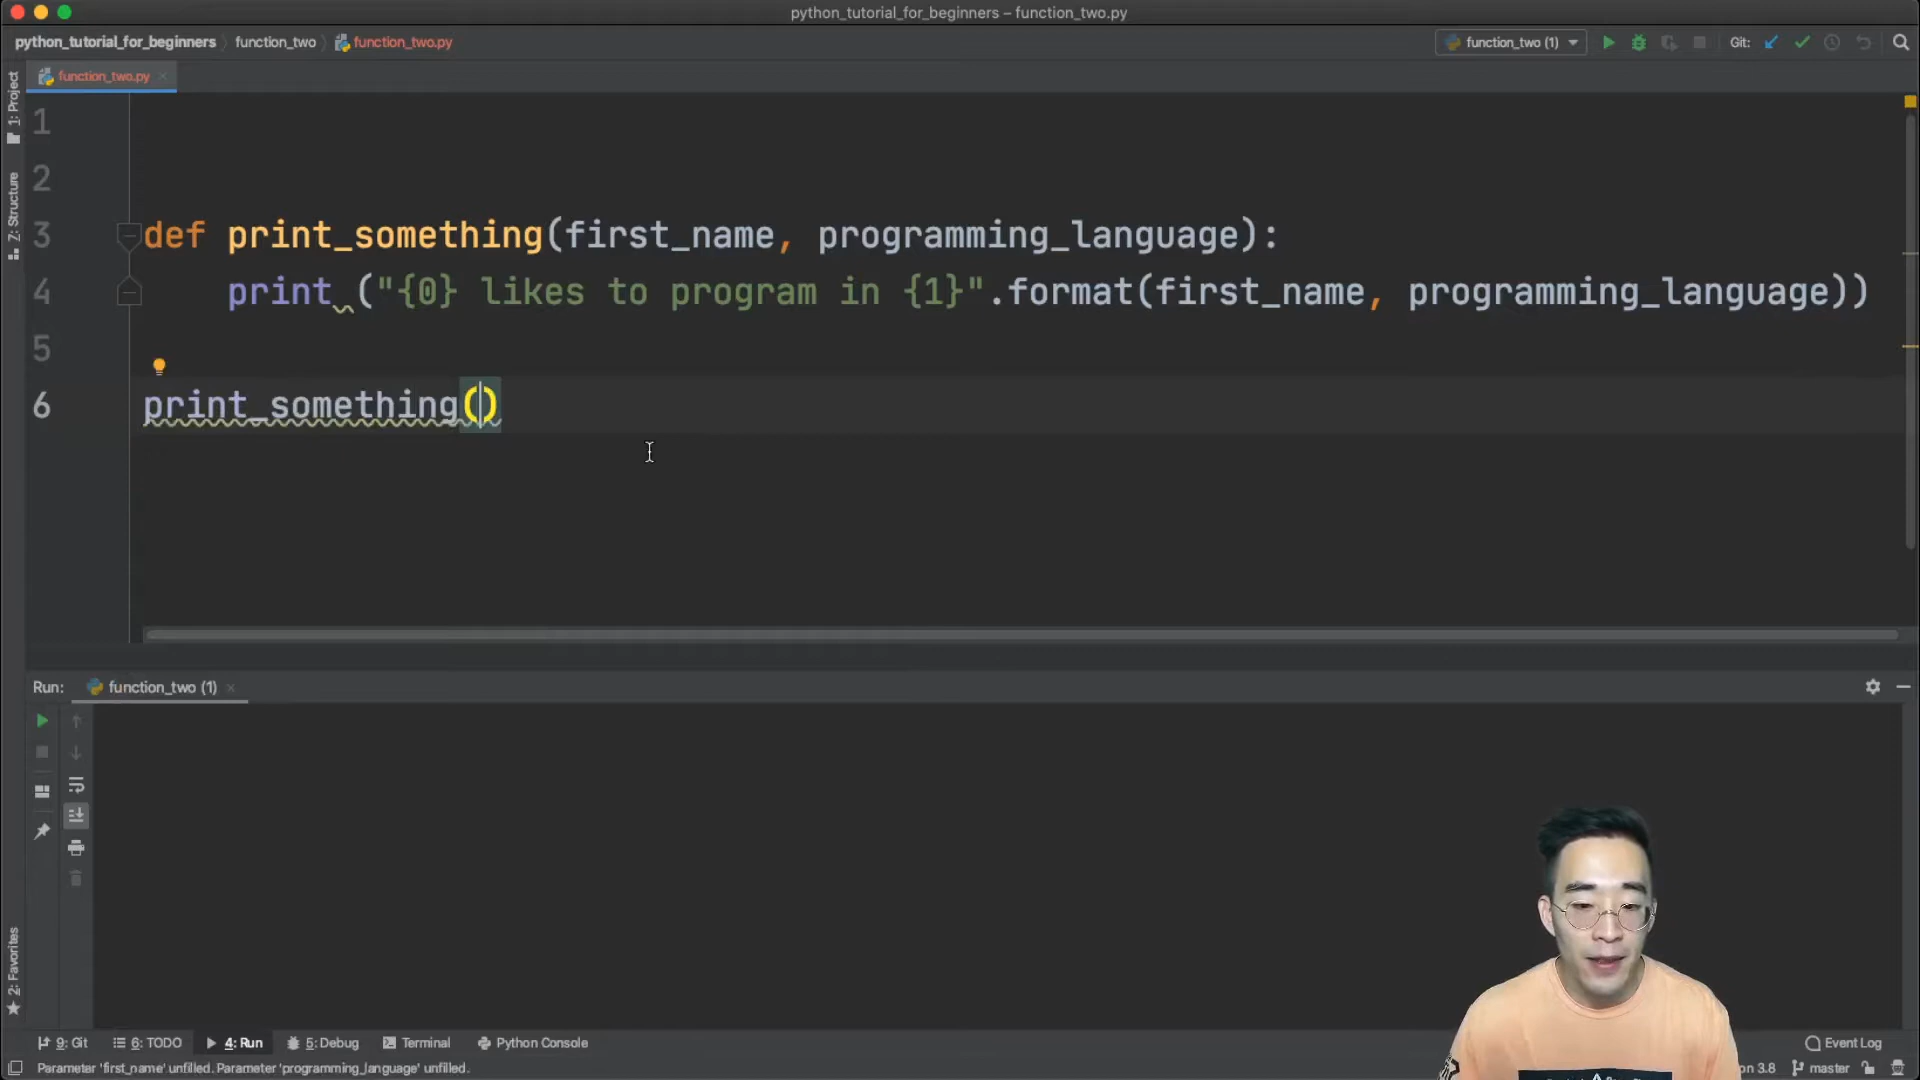 python_tutorial_for_beginners – function_two.py
python_tutorial_for_beginners function_two function_two.py function_two (1) Git:
function_two.py
1: Project
Z: Structure
1
2
3 def print_something(first_name, programming_language):
4 print ("{0} likes to program in {1}".format(first_name, programming_language))
5
6 print_something()
Run: function_two (1)
2: Favorites
9: Git 6: TODO 4: Run 5: Debug Terminal Python Console Event Log
Parameter 'first_name' unfilled. Parameter 'programming_language' unfilled. on 3.8 master